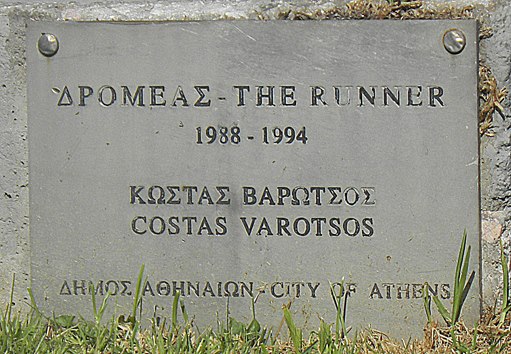 ΔΡΟΜΕΑΣ - THE RUNNER
1988 - 1994
ΚΩΣΤΑΣ ΒΑΡΩΤΣΟΣ
COSTAS VAROTSOS
ΔΗΜΟΣ ΑΘΗΝΑΙΩΝ - CITY OF ATHENS